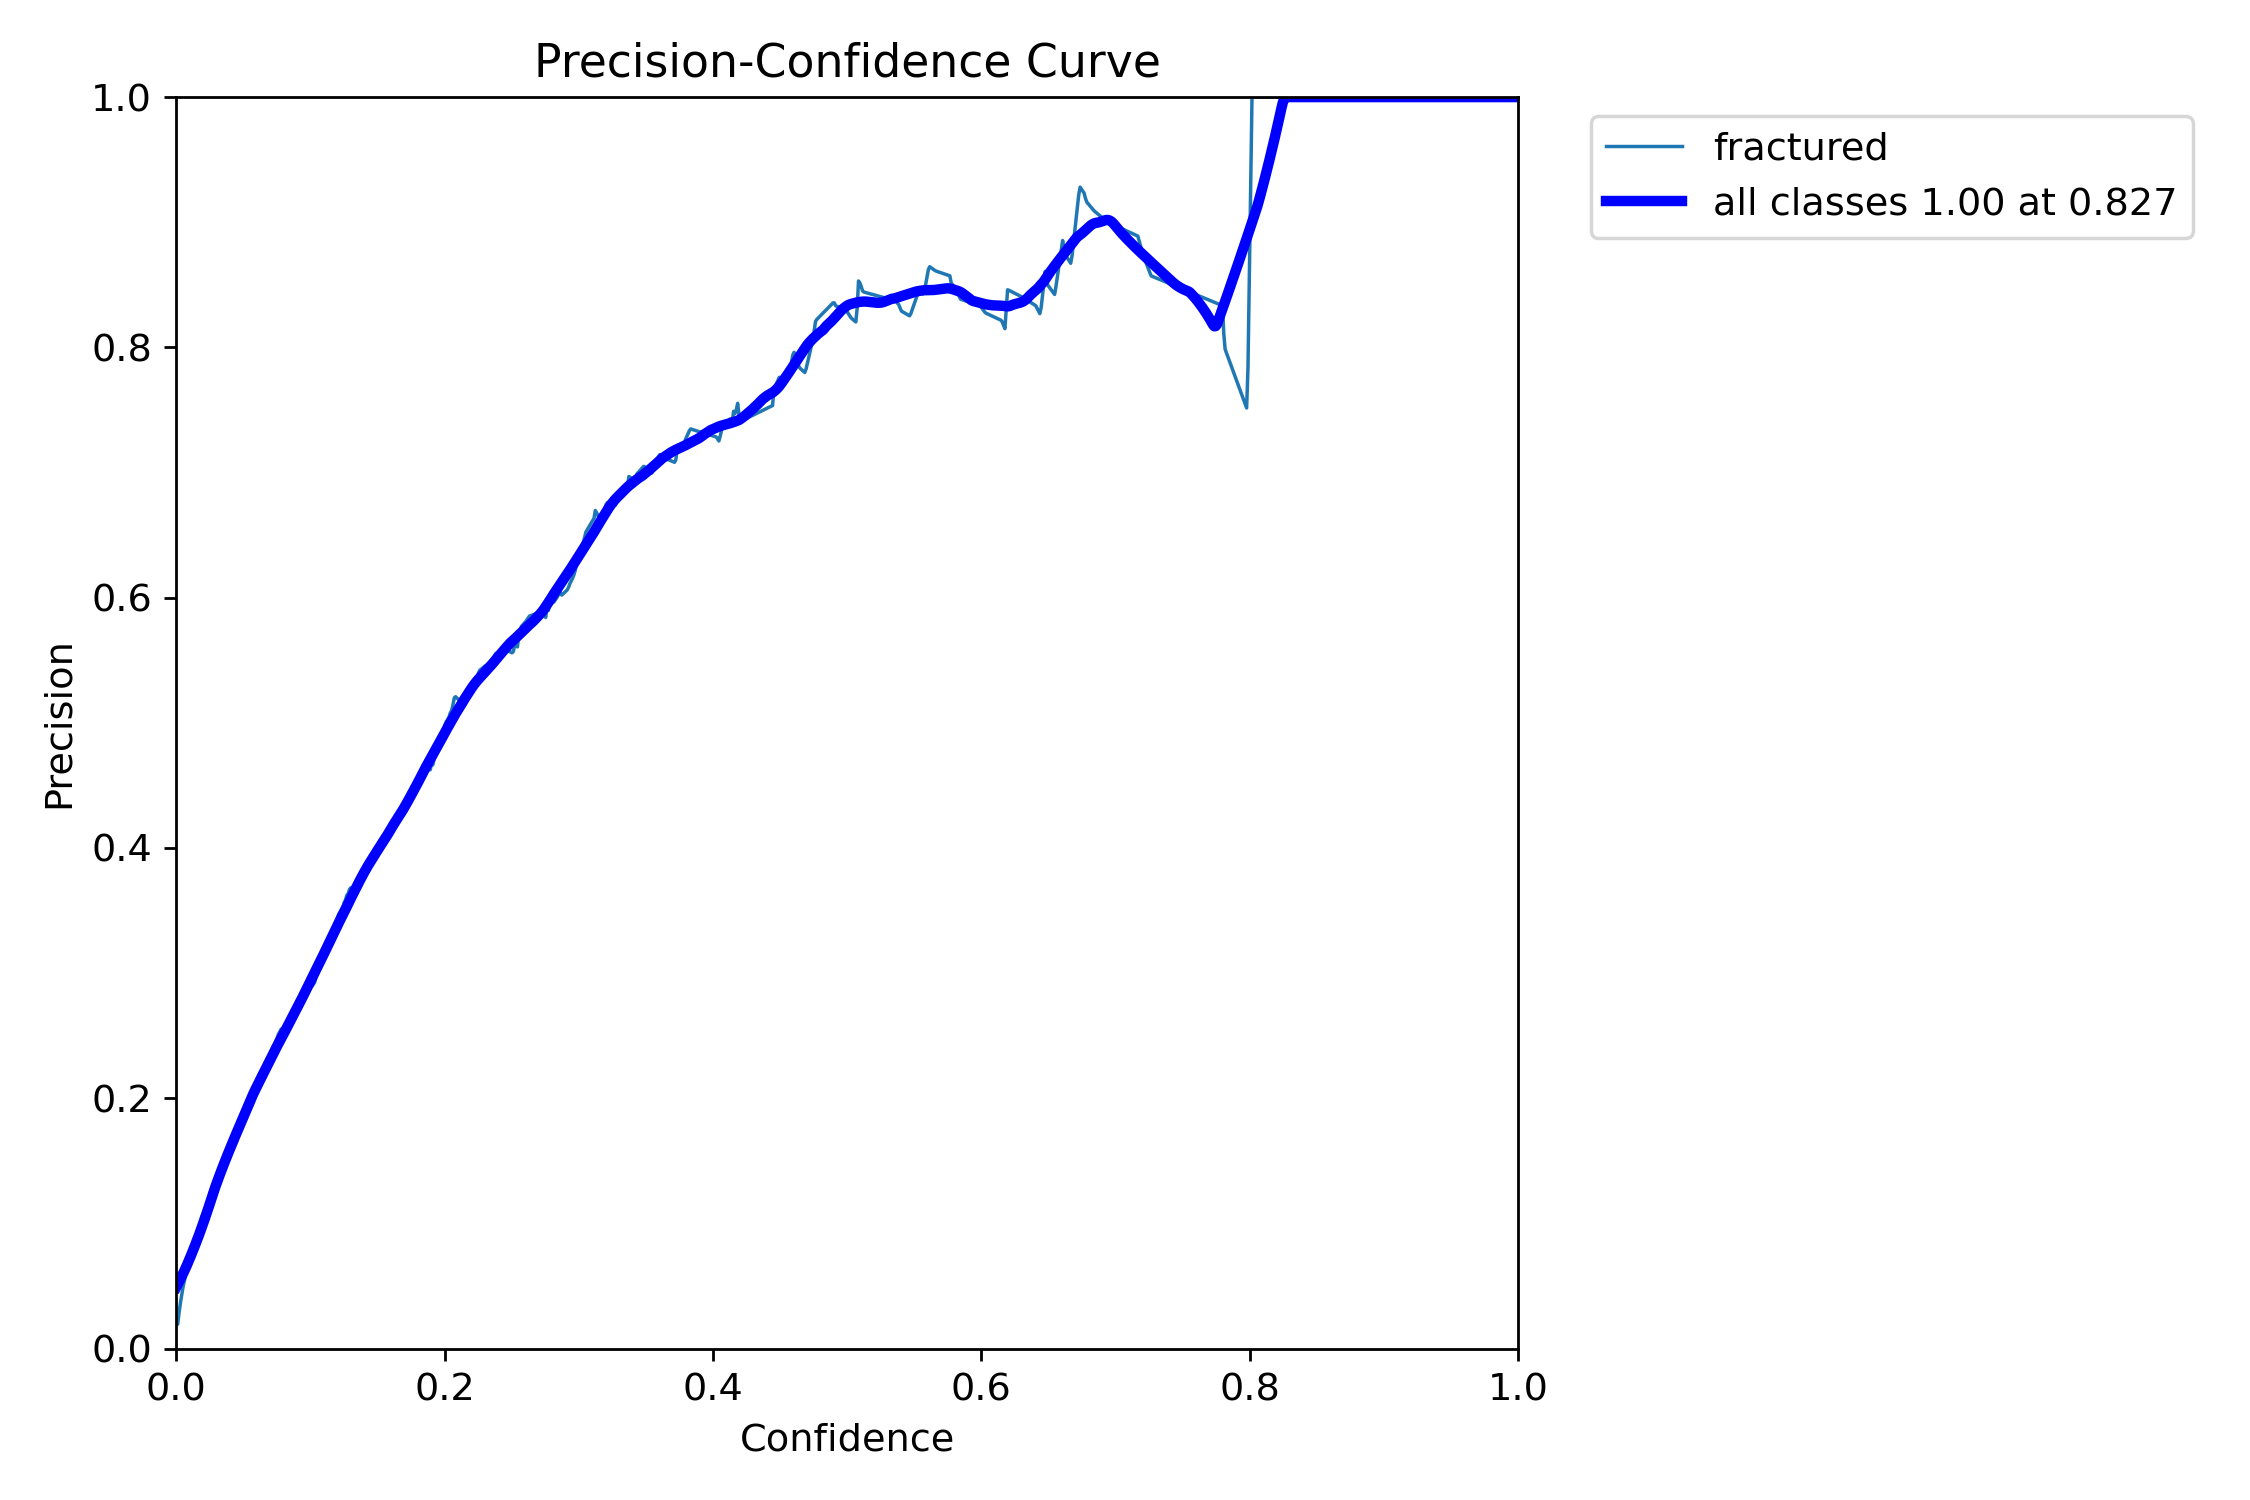 Precision-Confidence Curve
1.0
0.8
0.6
0.4
0.2
0.0
Precision
0.0 0.2 0.4 0.6 0.8 1.0
Confidence
fractured
all classes 1.00 at 0.827